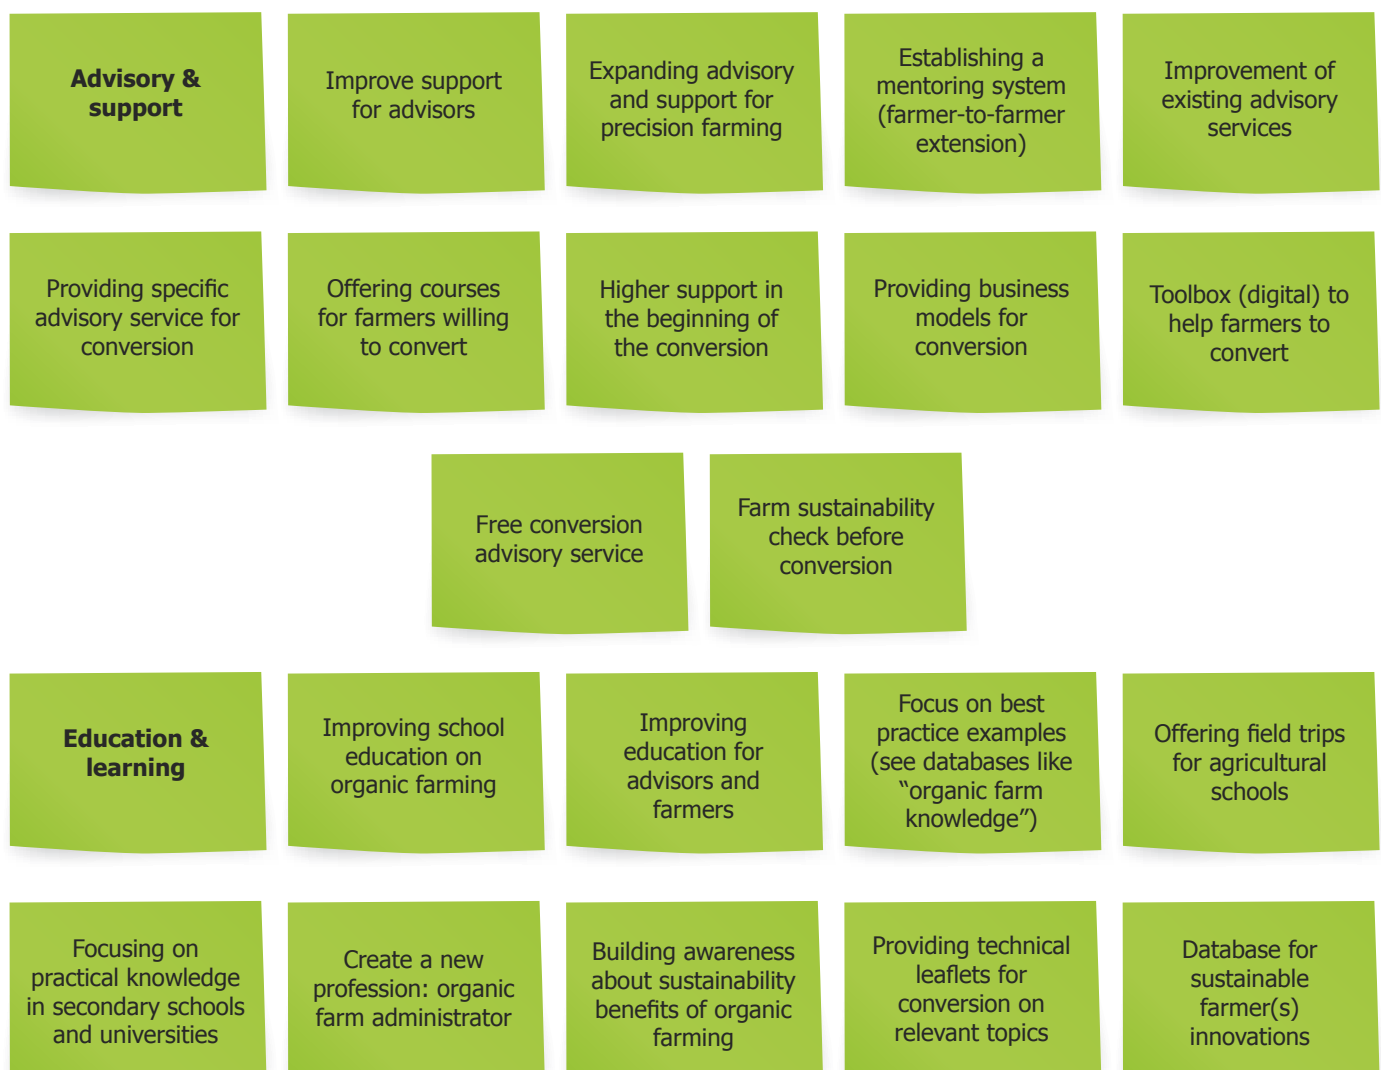 Advisory &
support
Improve support
for advisors
Expanding advisory
and support for
precision farming
Establishing a
mentoring system
(farmer-to-farmer
extension)
Improvement of
existing advisory
services
Providing specific
advisory service for
conversion
Offering courses
for farmers willing
to convert
Higher support in
the beginning of
the conversion
Providing business
models for
conversion
Toolbox (digital) to
help farmers to
convert
Free conversion
advisory service
Farm sustainability
check before
conversion
Education &
learning
Improving school
education on
organic farming
Improving
education for
advisors and
farmers
Focus on best
practice examples
(see databases like
“organic farm
knowledge”)
Offering field trips
for agricultural
schools
Focusing on
practical knowledge
in secondary schools
and universities
Create a new
profession: organic
farm administrator
Building awareness
about sustainability
benefits of organic
farming
Providing technical
leaflets for
conversion on
relevant topics
Database for
sustainable
farmer(s)
innovations